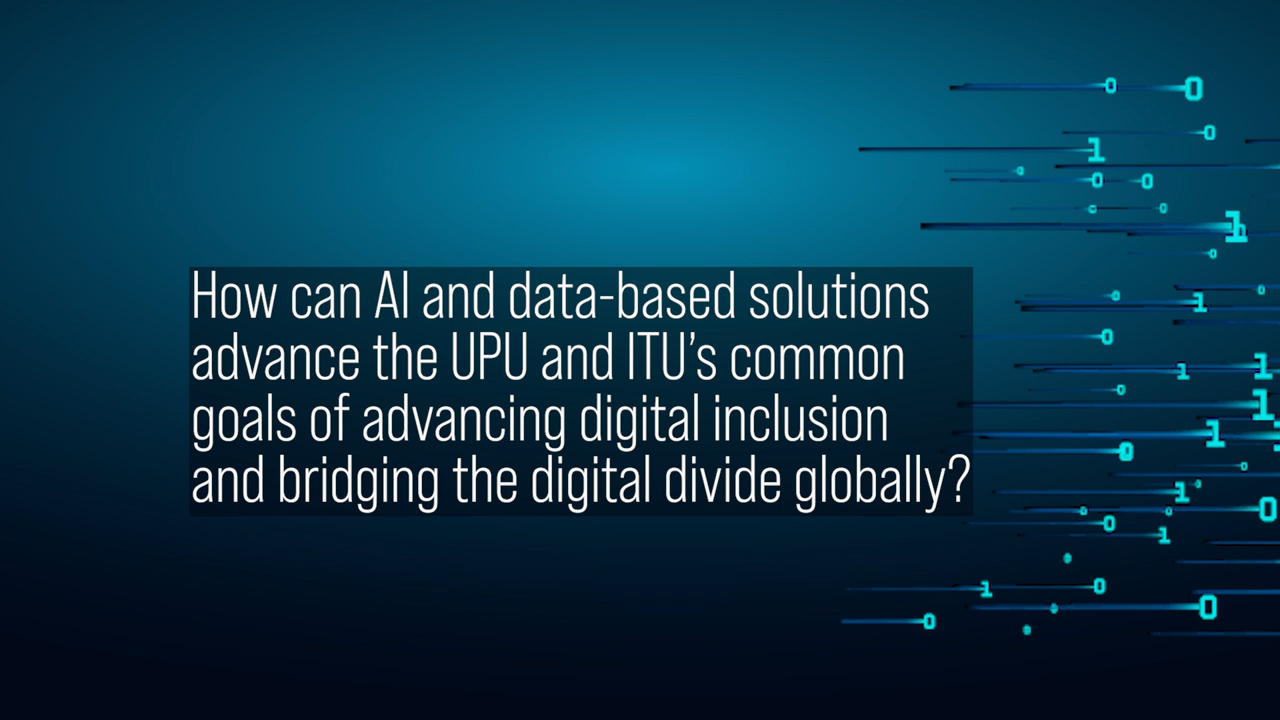 How can AI and data-based solutions
advance the UPU and ITU’s common
goals of advancing digital inclusion
and bridging the digital divide globally?